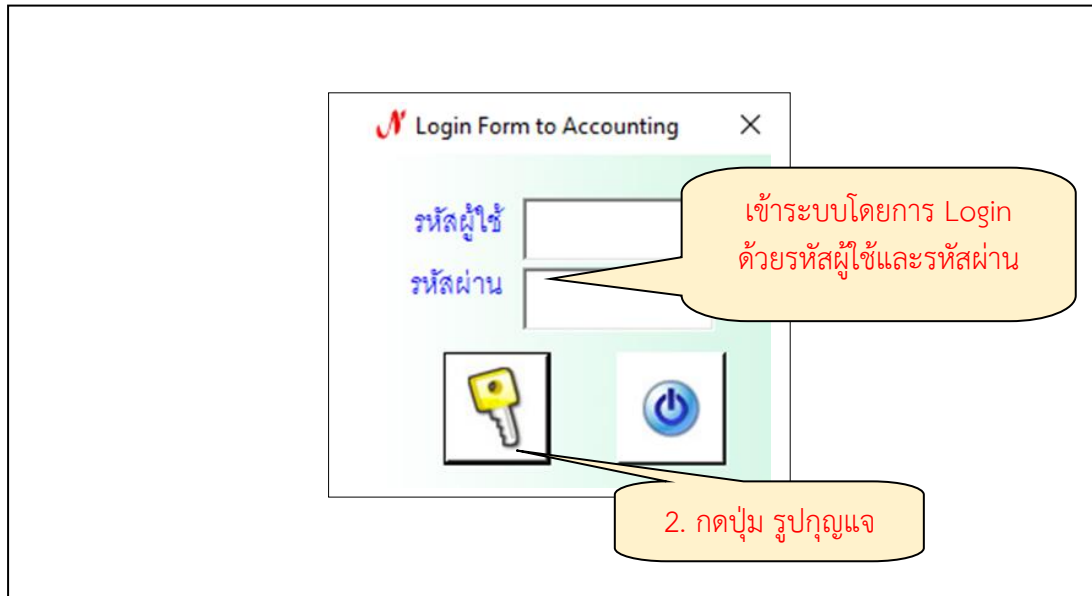 N Login Form to Accounting
รหัสผู้ใช้
เข้าระบบโดยการ Login
ด้วยรหัสผู้ใช้และรหัสผ่าน
รหัสผ่าน
2. กดปุ่ม รูปกุญแจ